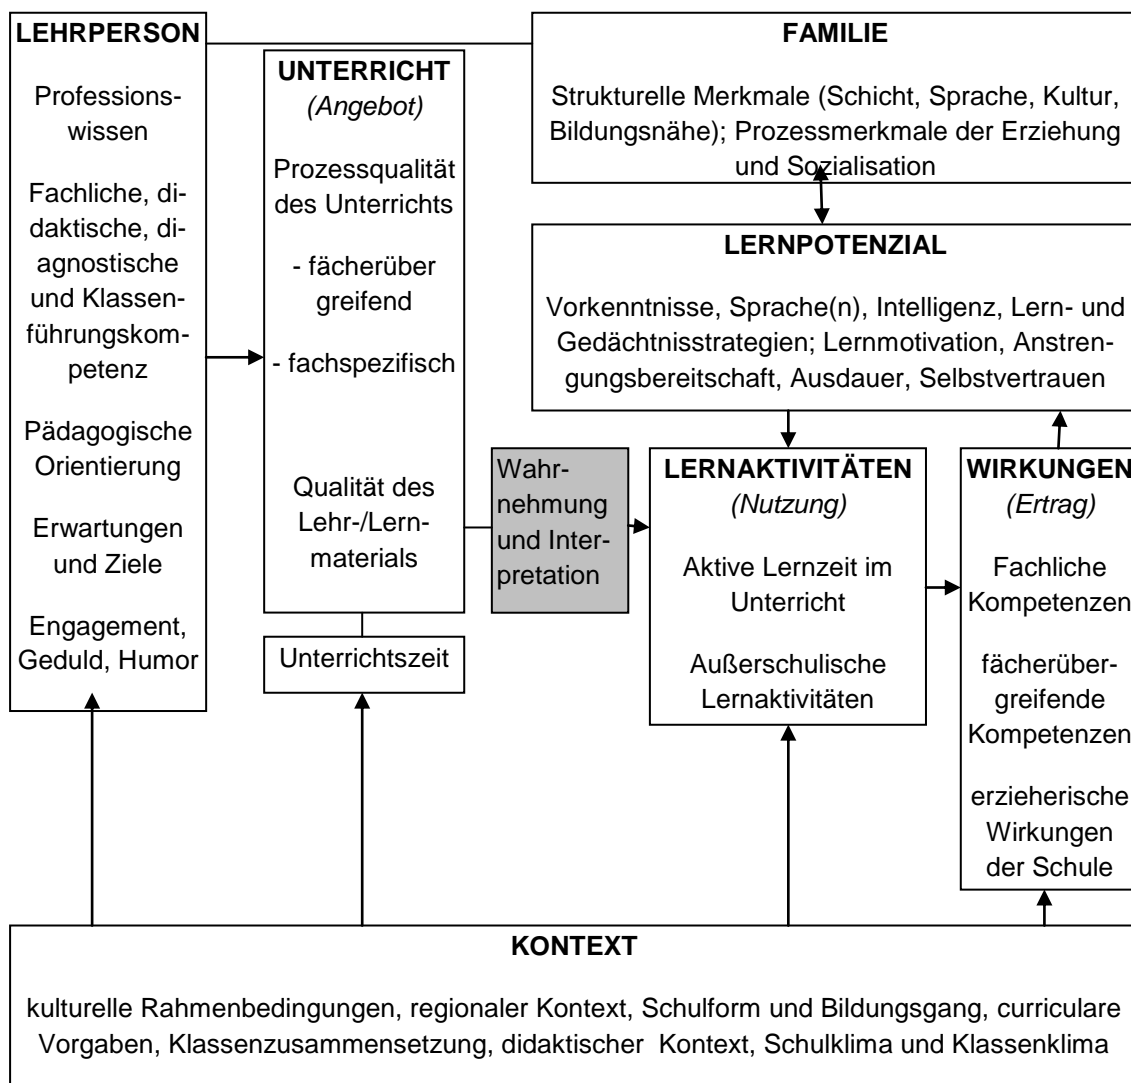 LEHRPERSON
Professions-
wissen
Fachliche, di-
daktische, di-
agnostische
und Klassen-
führungskom-
petenz
Pädagogische
Orientierung
Erwartungen
und Ziele
Engagement,
Geduld, Humor
UNTERRICHT
(Angebot)
Prozessqualität
des Unterrichts
- fächerüber
greifend
- fachspezifisch
Qualität des
Lehr-/Lern-
materials
Unterrichtszeit
FAMILIE
Strukturelle Merkmale (Schicht, Sprache, Kultur,
Bildungsnähe); Prozessmerkmale der Erziehung
und Sozialisation
LERNPOTENZIAL
Vorkenntnisse, Sprache(n), Intelligenz, Lern- und
Gedächtnisstrategien; Lernmotivation, Anstren-
gungsbereitschaft, Ausdauer, Selbstvertrauen
Wahr-
nehmung
und Inter-
pretation
LERNAKTIVITÄTEN
(Nutzung)
Aktive Lernzeit im
Unterricht
Außerschulische
Lernaktivitäten
WIRKUNGEN
(Ertrag)
Fachliche
Kompetenzen
fächerüber-
greifende
Kompetenzen
erzieherische
Wirkungen
der Schule
KONTEXT
kulturelle Rahmenbedingungen, regionaler Kontext, Schulform und Bildungsgang, curriculare
Vorgaben, Klassenzusammensetzung, didaktischer Kontext, Schulklima und Klassenklima